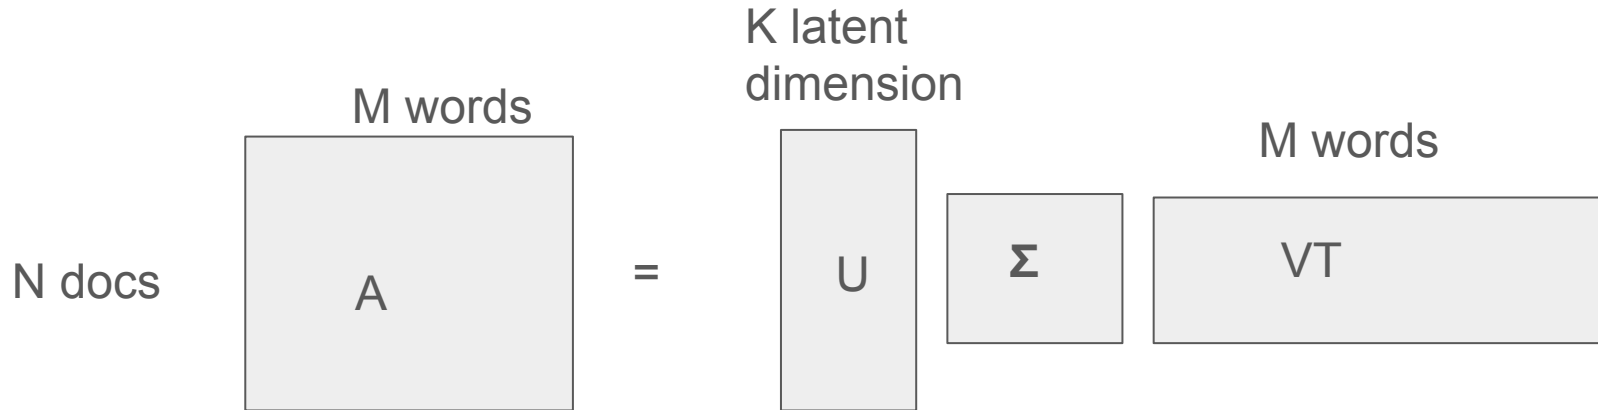 K latent
dimension
M words
M words
N docs
A
=
U
Σ
VT